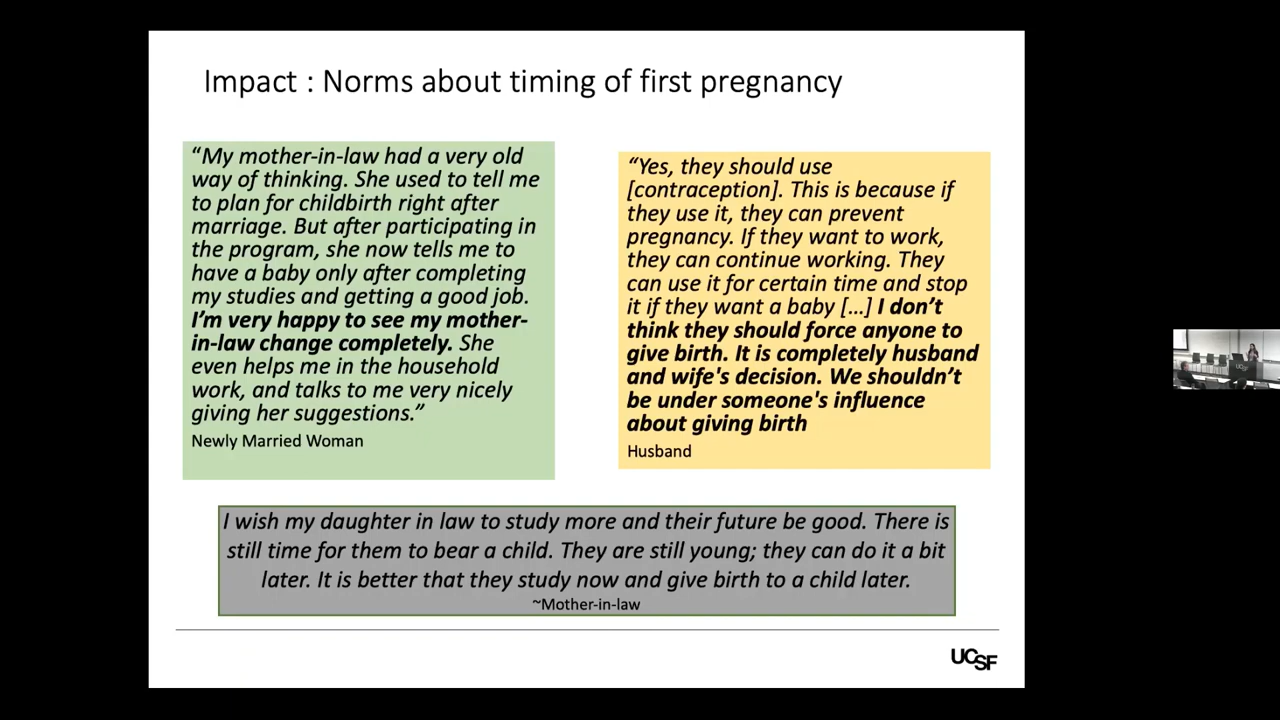 Impact : Norms about timing of first pregnancy
“My mother-in-law had a very old
way of thinking. She used to tell me
to plan for childbirth right after
marriage. But after participating in
the program, she now tells me to
have a baby only after completing
my studies and getting a good job.
I’m very happy to see my mother-
in-law change completely. She
even helps me in the household
work, and talks to me very nicely
giving her suggestions.”
Newly Married Woman
“Yes, they should use
[contraception]. This is because if
they use it, they can prevent
pregnancy. If they want to work,
they can continue working. They
can use it for certain time and stop
it if they want a baby […] I don’t
think they should force anyone to
give birth. It is completely husband
and wife's decision. We shouldn’t
be under someone's influence
about giving birth
Husband
I wish my daughter in law to study more and their future be good. There is
still time for them to bear a child. They are still young; they can do it a bit
later. It is better that they study now and give birth to a child later.
~Mother-in-law
UCSF
UCSF